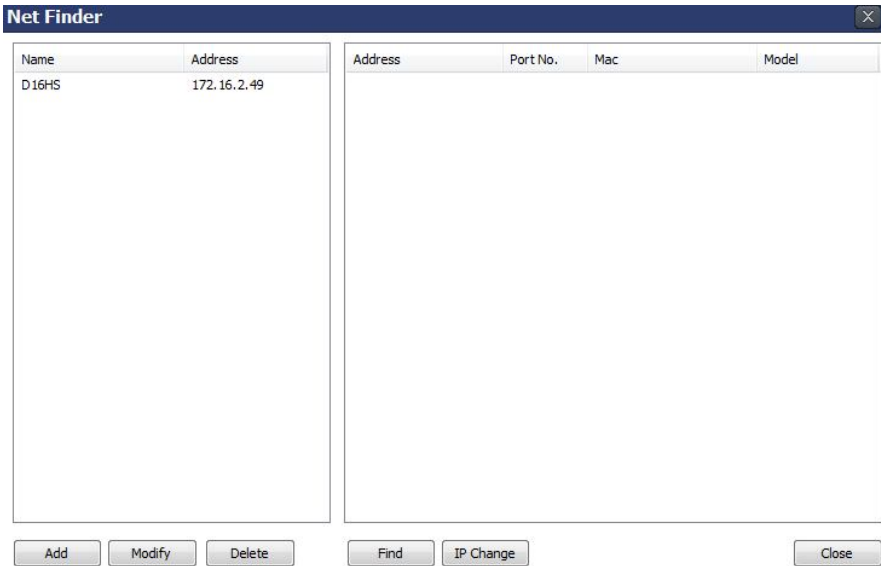 Net Finder
Name Address
D16HS 172.16.2.49
Address Port No. Mac Model
Add Modify Delete Find IP Change Close